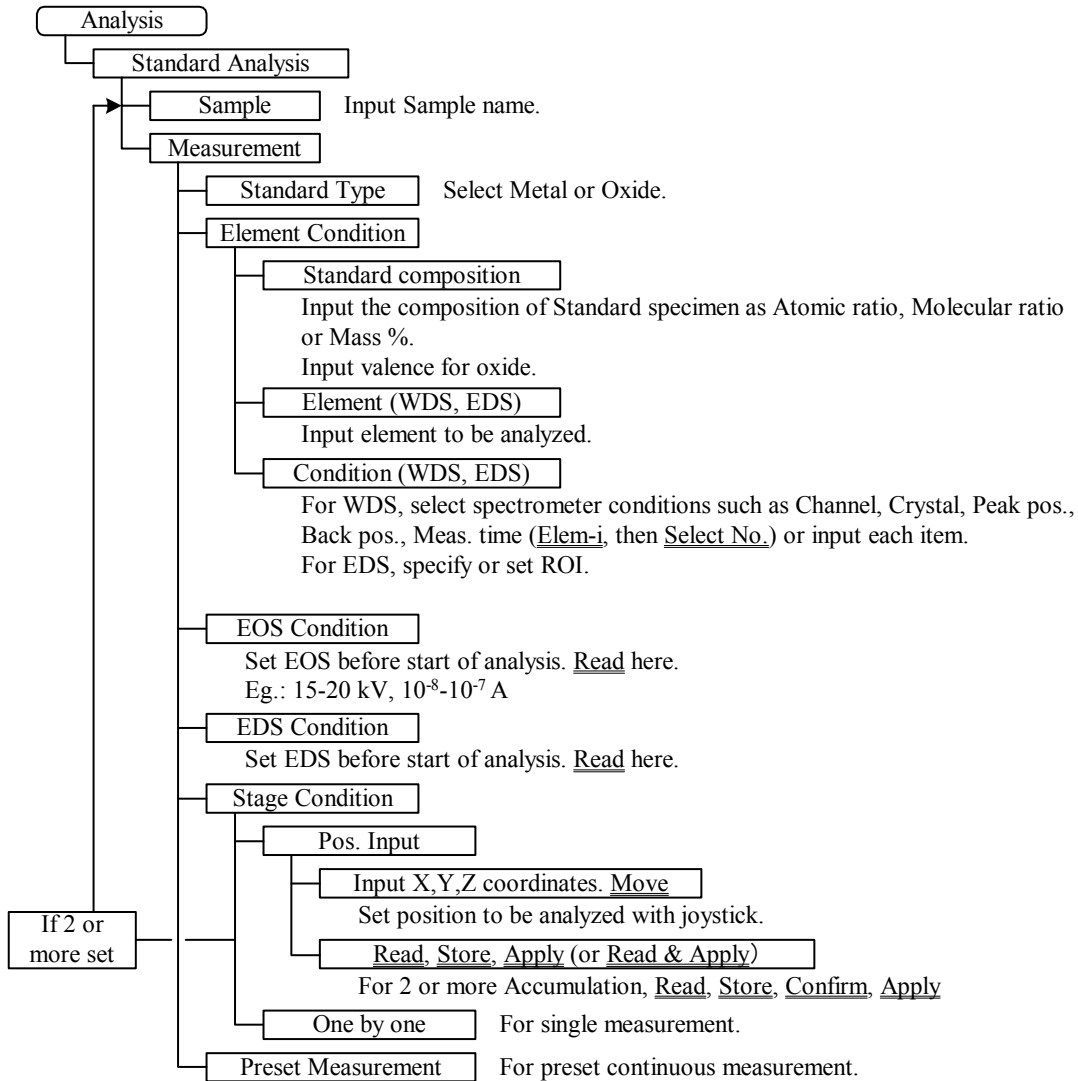 Analysis
Standard Analysis
Sample Input Sample name.
Measurement
Standard Type Select Metal or Oxide.
Element Condition
Standard composition
Input the composition of Standard specimen as Atomic ratio, Molecular ratio
or Mass %.
Input valence for oxide.
Element (WDS, EDS)
Input element to be analyzed.
Condition (WDS, EDS)
For WDS, select spectrometer conditions such as Channel, Crystal, Peak pos.,
Back pos., Meas. time (Elem-i, then Select No.) or input each item.
For EDS, specify or set ROI.
EOS Condition
Set EOS before start of analysis. Read here.
Eg.: 15-20 kV, 10⁻⁸-10⁻⁷ A
EDS Condition
Set EDS before start of analysis. Read here.
Stage Condition
Pos. Input
Input X,Y,Z coordinates. Move
Set position to be analyzed with joystick.
If 2 or
more set
Read, Store, Apply (or Read & Apply)
For 2 or more Accumulation, Read, Store, Confirm, Apply
One by one For single measurement.
Preset Measurement For preset continuous measurement.